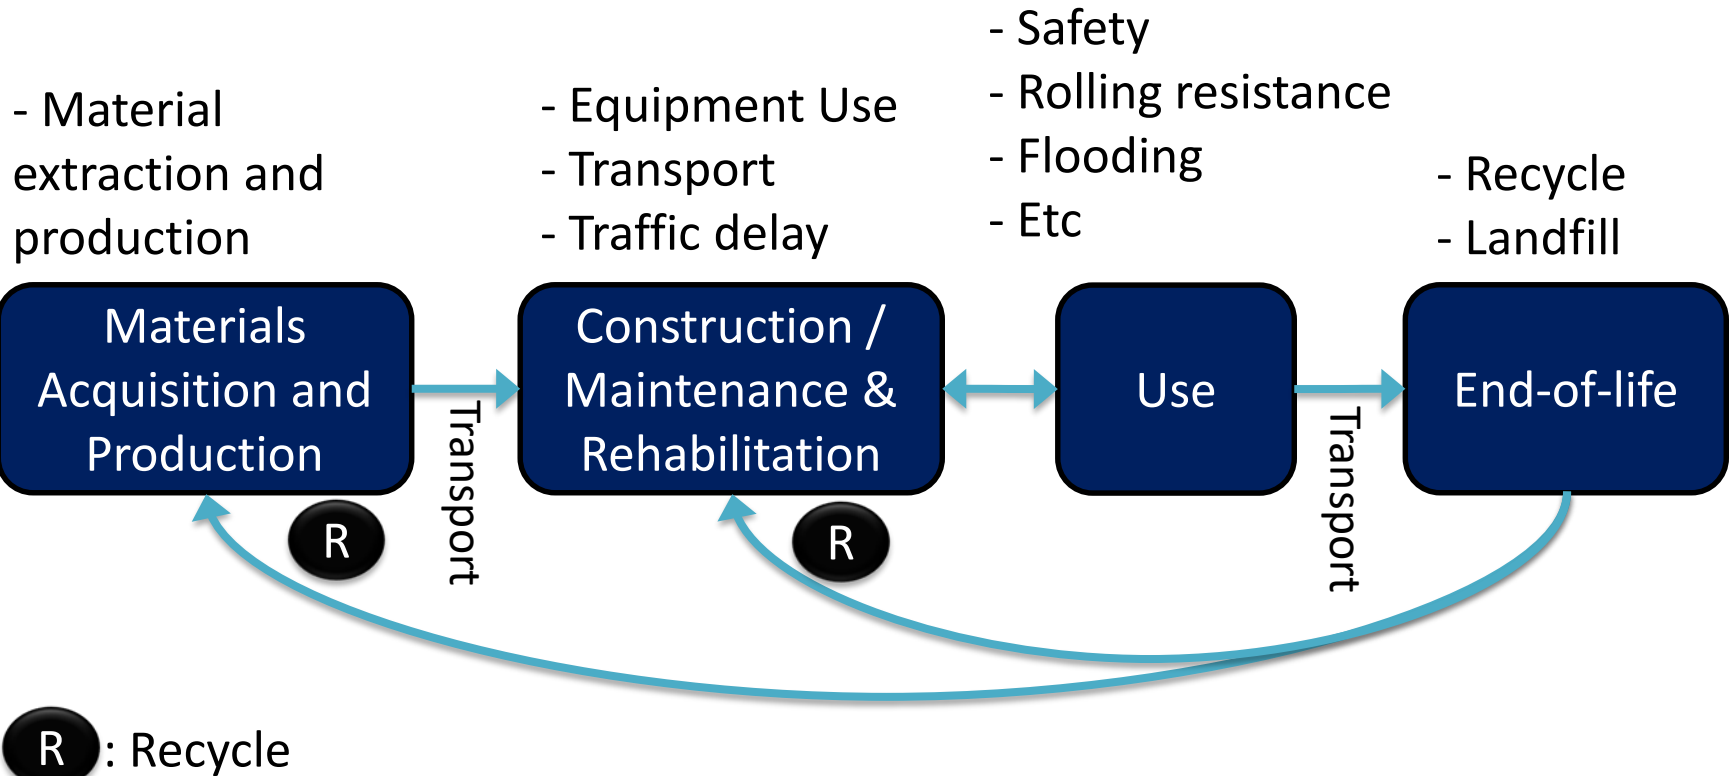 - Material
extraction and
production
- Equipment Use
- Transport
- Traffic delay
- Safety
- Rolling resistance
- Flooding
- Etc
- Recycle
- Landfill
Materials
Acquisition and
Production
Transport
Construction /
Maintenance &
Rehabilitation
Use
Transport
End-of-life
R
R
R : Recycle